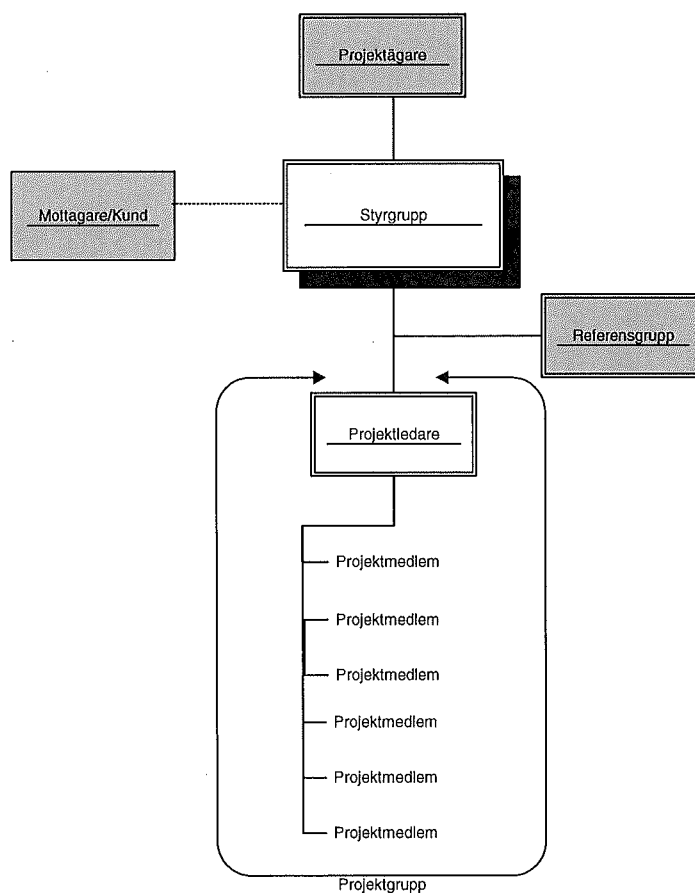 Projektägare
Mottagare/Kund
Styrgrupp
Referensgrupp
Projektledare
Projektmedlem
Projektmedlem
Projektmedlem
Projektmedlem
Projektmedlem
Projektmedlem
Projektgrupp